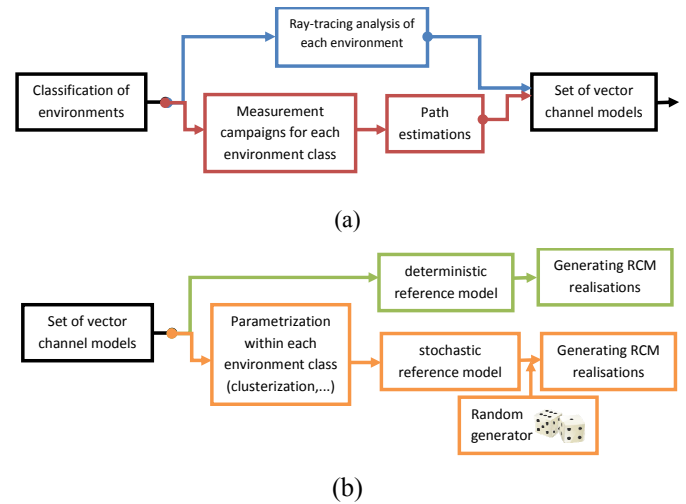 Ray-tracing analysis of
each environment
Classification of
environments
Measurement
campaigns for each
environment class
Path
estimations
Set of vector
channel models
(a)
deterministic
reference model
Generating RCM
realisations
Set of vector
channel models
Parametrization
within each
environment class
(clusterization,...)
stochastic
reference model
Generating RCM
realisations
Random
generator
(b)